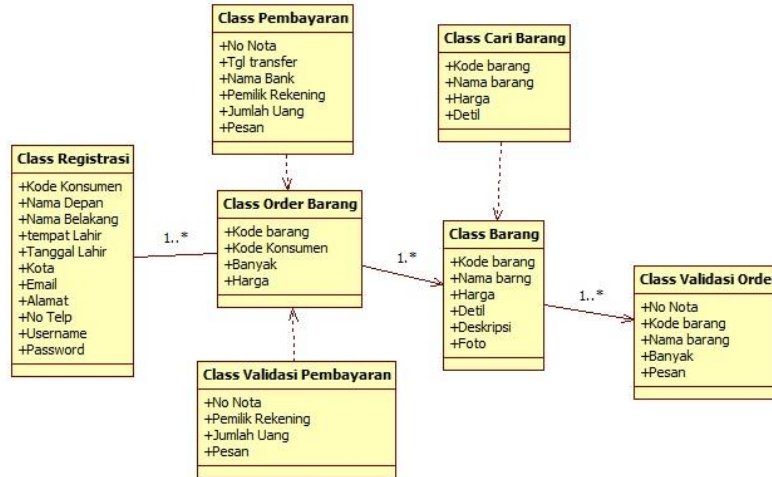 Class Pembayaran
+No Nota
+Tgl transfer
+Nama Bank
+Pemilik Rekening
+Jumlah Uang
+Pesan
Class Cari Barang
+Kode barang
+Nama barang
+Harga
+Detil
Class Registrasi
+Kode Konsumen
+Nama Depan
+Nama Belakang
+tempat Lahir
+Tanggal Lahir
+Kota
+Email
+Alamat
+No Telp
+Username
+Password
1..*
Class Order Barang
+Kode barang
+Kode Konsumen
+Banyak
+Harga
1.*
Class Barang
+Kode barang
+Nama barng
+Harga
+Detil
+Deskripsi
+Foto
1..*
Class Validasi Order
+No Nota
+Kode barang
+Nama barang
+Banyak
+Pesan
Class Validasi Pembayaran
+No Nota
+Pemilik Rekening
+Jumlah Uang
+Pesan